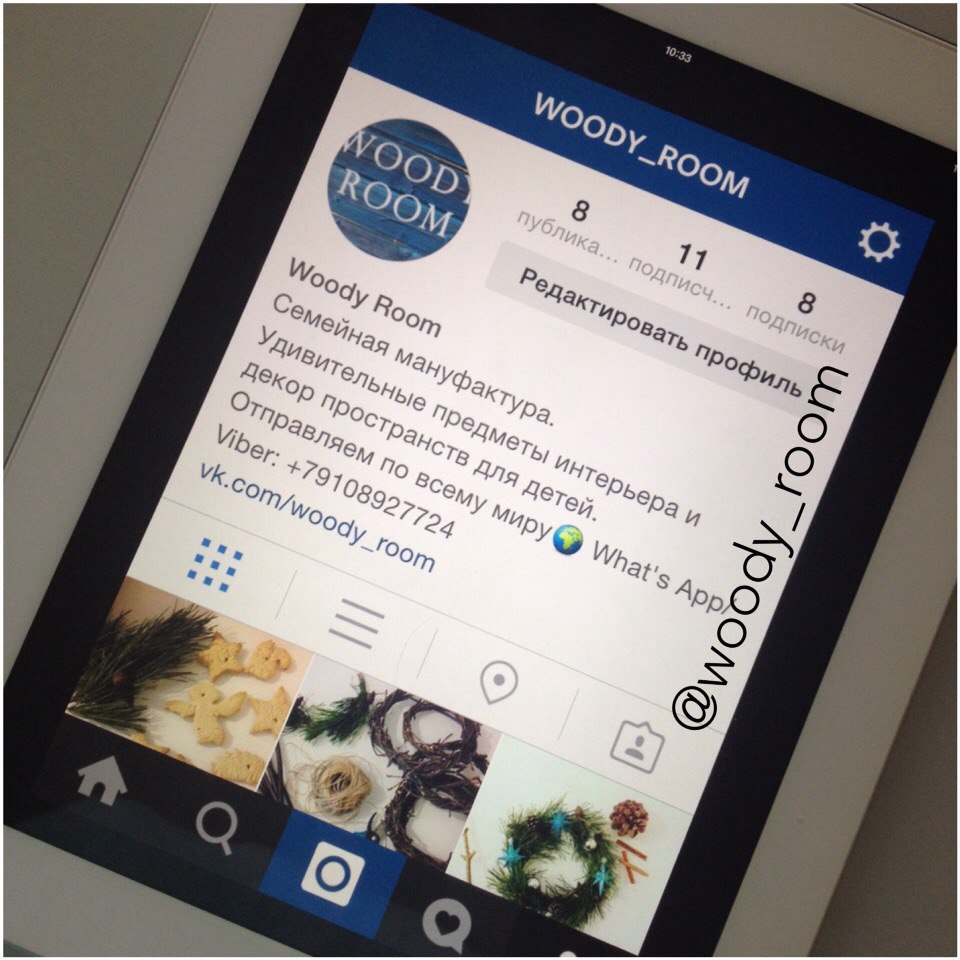 10:33
WOODY_ROOM
WOODY
ROOM
8
публика...
11
подписч...
8
подписки
Редактировать профиль
Woody Room
Семейная мануфактура.
Удивительные предметы интерьера и
декор пространств для детей.
Отправляем по всему миру🌍 What's App/
Viber: +79108927724
vk.com/woody_room
@woody_room